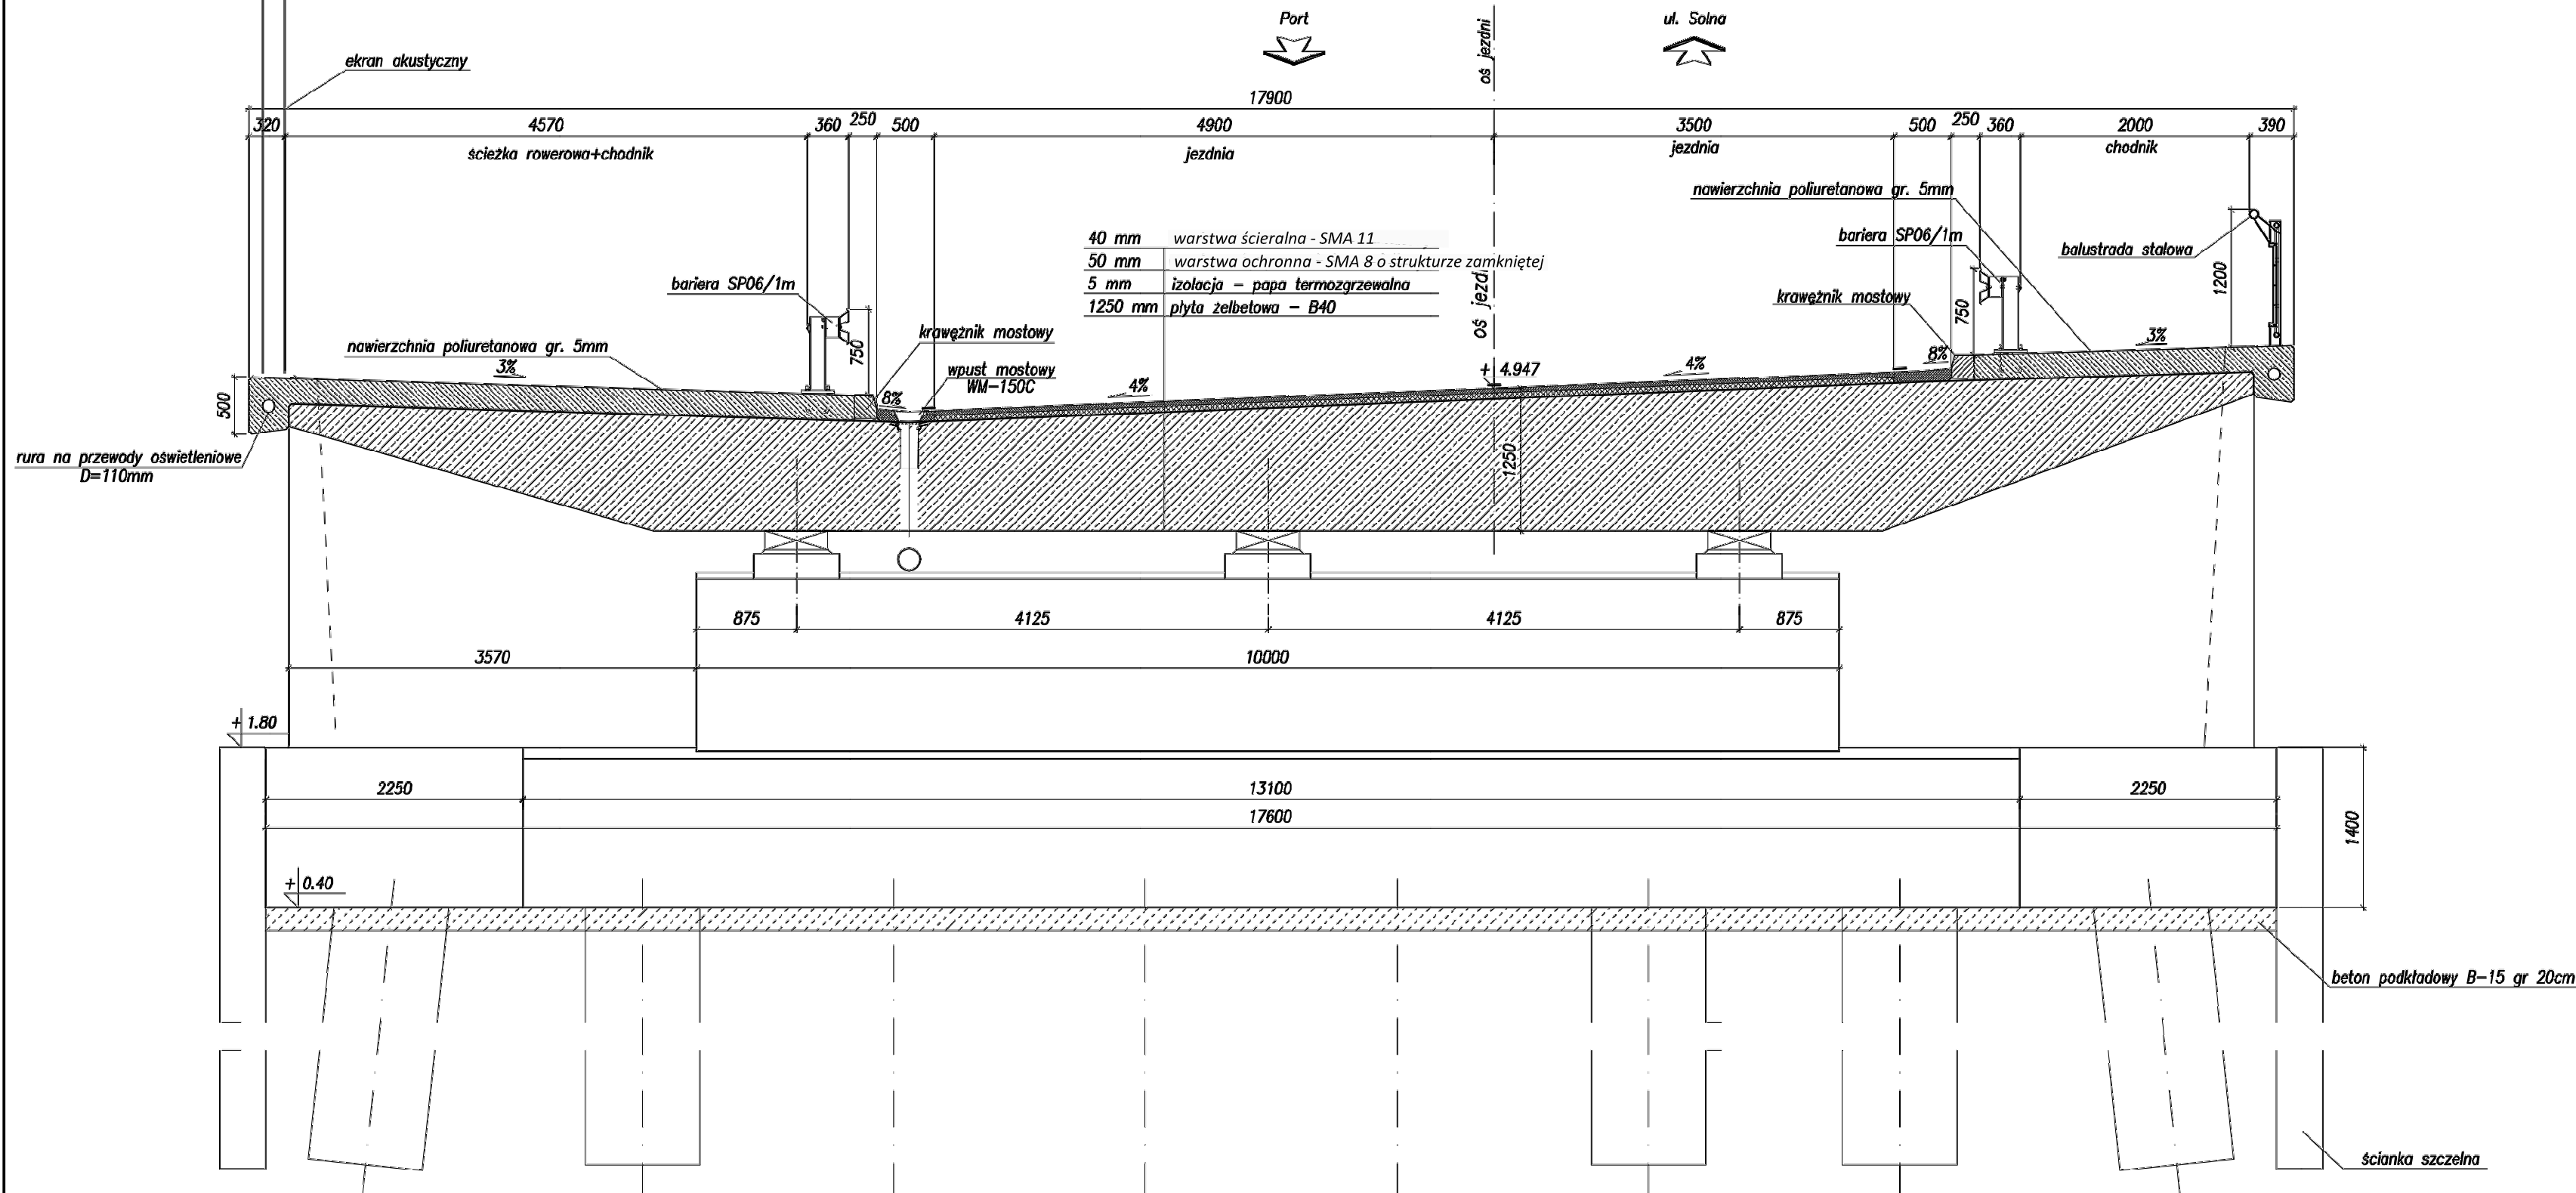 Port
ul. Solna
oś jezdni
ekran akustyczny
17900
320
4570
360
250
500
4900
3500
500
250
360
2000
390
ścieżka rowerowa+chodnik
jezdnia
jezdnia
chodnik
nawierzchnia poliuretanowa gr. 5mm
40 mm warstwa ścieralna - SMA 11
50 mm warstwa ochronna - SMA 8 o strukturze zamkniętej
5 mm izolacja – papa termozgrzewalna
1250 mm płyta żelbetowa – B40
oś jezd
bariera SP06/1m
balustrada stalowa
1200
bariera SP06/1m
krawężnik mostowy
750
krawężnik mostowy
750
nawierzchnia poliuretanowa gr. 5mm
3%
wpust mostowy
WM-150C
8%
4%
+ 4.947
4%
8%
3%
500
rura na przewody oświetleniowe
D=110mm
1250
875
4125
4125
875
3570
10000
+ 1.80
2250
13100
2250
17600
1400
+ 0.40
beton podkładowy B-15 gr 20cm
ścianka szczelna